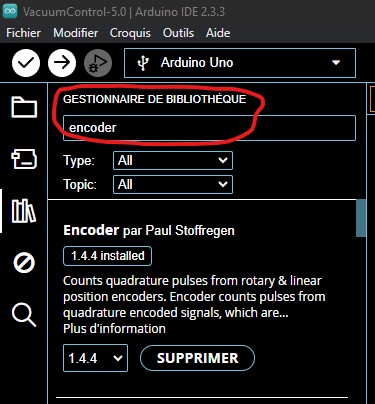 VacuumControl-5.0 | Arduino IDE 2.3.3
Fichier Modifier Croquis Outils Aide
Arduino Uno
GESTIONNAIRE DE BIBLIOTHÈQUE
encoder
Type: All
Topic: All
Encoder par Paul Stoffregen
1.4.4 installed
Counts quadrature pulses from rotary & linear
position encoders. Encoder counts pulses from
quadrature encoded signals, which are...
Plus d'information
1.4.4 SUPPRIMER